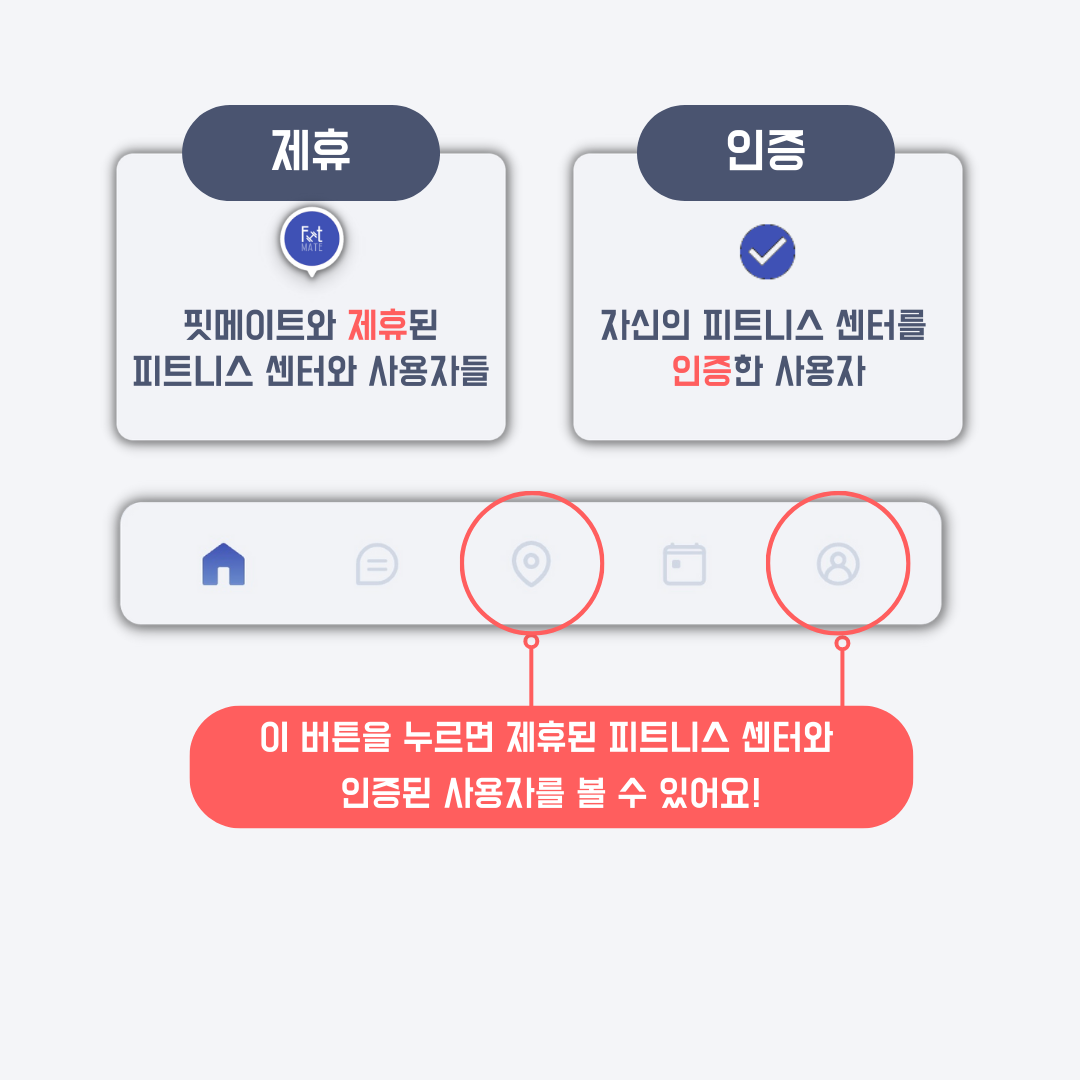 제휴
인증
Fit
MATE
핏메이트와 제휴된
피트니스 센터와 사용자들
자신의 피트니스 센터를
인증한 사용자
이 버튼을 누르면 제휴된 피트니스 센터와
인증된 사용자를 볼 수 있어요!